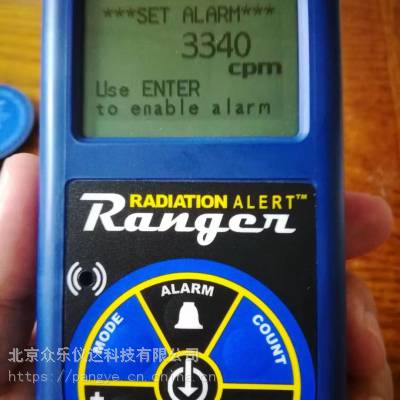 ***SET ALARM***
3340
cpm
Use ENTER
to enable alarm
RADIATION ALERT™
Ranger
ALARM
MODE
COUNT
北京众乐仪达科技有限公司
https://pangye.cn.china.cn